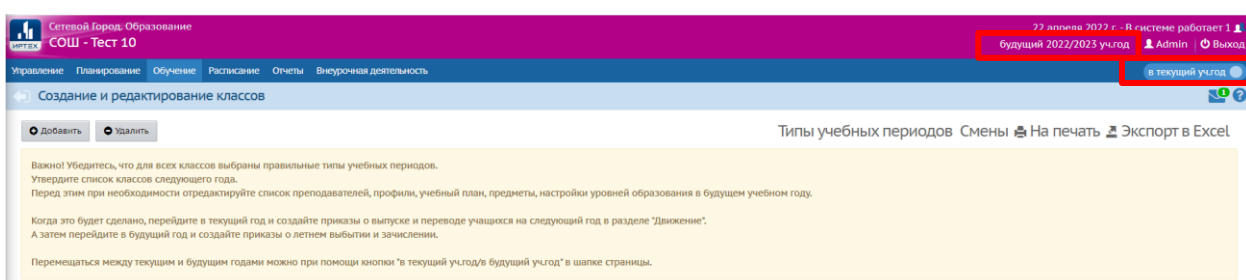 Сетевой Город. Образование
22 апреля 2022 г. - В системе работает 1
ИРТЕХ
СОШ - Тест 10
будущий 2022/2023 уч.год
Admin
Выход
Управление Планирование Обучение Расписание Отчеты Внеурочная деятельность
в текущий уч.год
Создание и редактирование классов
1
?
Добавить
Удалить
Типы учебных периодов Смены На печать Экспорт в Excel
Важно! Убедитесь, что для всех классов выбраны правильные типы учебных периодов.
Утвердите список классов следующего года.
Перед этим при необходимости отредактируйте список преподавателей, профили, учебный план, предметы, настройки уровней образования в будущем учебном году.
Когда это будет сделано, перейдите в текущий год и создайте приказы о выпуске и переводе учащихся на следующий год в разделе "Движение".
А затем перейдите в будущий год и создайте приказы о летнем выбытии и зачислении.
Перемещаться между текущим и будущим годами можно при помощи кнопки "в текущий уч.год/в будущий уч.год" в шапке страницы.